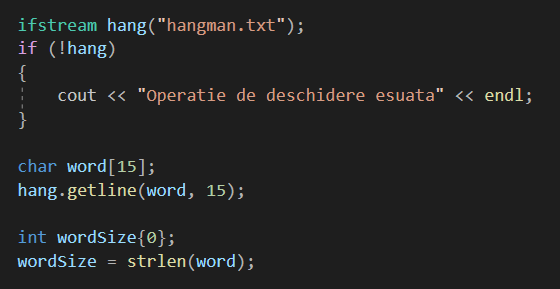 ifstream hang("hangman.txt");
if (!hang)
{
    cout << "Operatie de deschidere esuata" << endl;
}
char word[15];
hang.getline(word, 15);
int wordSize{0};
wordSize = strlen(word);